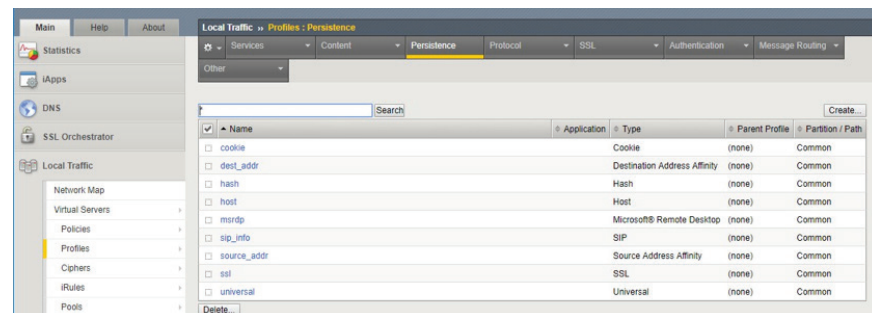 Main Help About
Local Traffic ›› Profiles : Persistence
Statistics
iApps
DNS
SSL Orchestrator
Local Traffic
Network Map
Virtual Servers
Policies
Profiles
Ciphers
iRules
Pools
Services Content Persistence Protocol SSL Authentication Message Routing
Other
* Search Create...
Name Application Type Parent Profile Partition / Path
cookie Cookie (none) Common
dest_addr Destination Address Affinity (none) Common
hash Hash (none) Common
host Host (none) Common
msrdp Microsoft® Remote Desktop (none) Common
sip_info SIP (none) Common
source_addr Source Address Affinity (none) Common
ssl SSL (none) Common
universal Universal (none) Common
Delete...